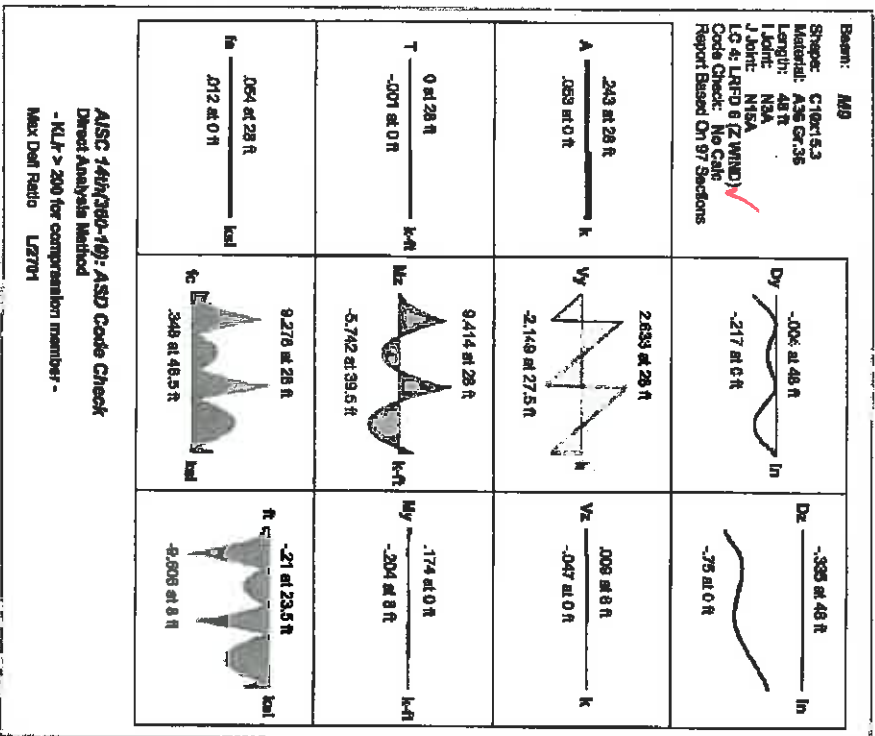 Beam: M9
Shape: C10x15.3
Material: A36 Gr.36
Length: 48 ft
I Joint: N3A
J Joint: N15A
LC 4: LRFD 6 (Z WIND)
Code Check: No Calc
Report Based On 97 Sections
Dy
-.004 at 48 ft
-.217 at 0 ft
in
Dz
-.335 at 48 ft
-.75 at 0 ft
in
A
.243 at 28 ft
.053 at 0 ft
k
Vy
2.633 at 28 ft
-2.149 at 27.5 ft
k
Vz
.009 at 8 ft
-.047 at 0 ft
k
T
0 at 28 ft
-.001 at 0 ft
k-ft
Mz
9.414 at 28 ft
-5.742 at 39.5 ft
k-ft
My
.174 at 0 ft
-.204 at 8 ft
k-ft
fa
.054 at 28 ft
.012 at 0 ft
ksi
fc
9.278 at 28 ft
.348 at 46.5 ft
ksi
ft
-.21 at 23.5 ft
-9.606 at 8 ft
ksi
AISC 14th(360-10): ASD Code Check
Direct Analysis Method
- KL/r > 200 for compression member -
Max Defl Ratio L/2701